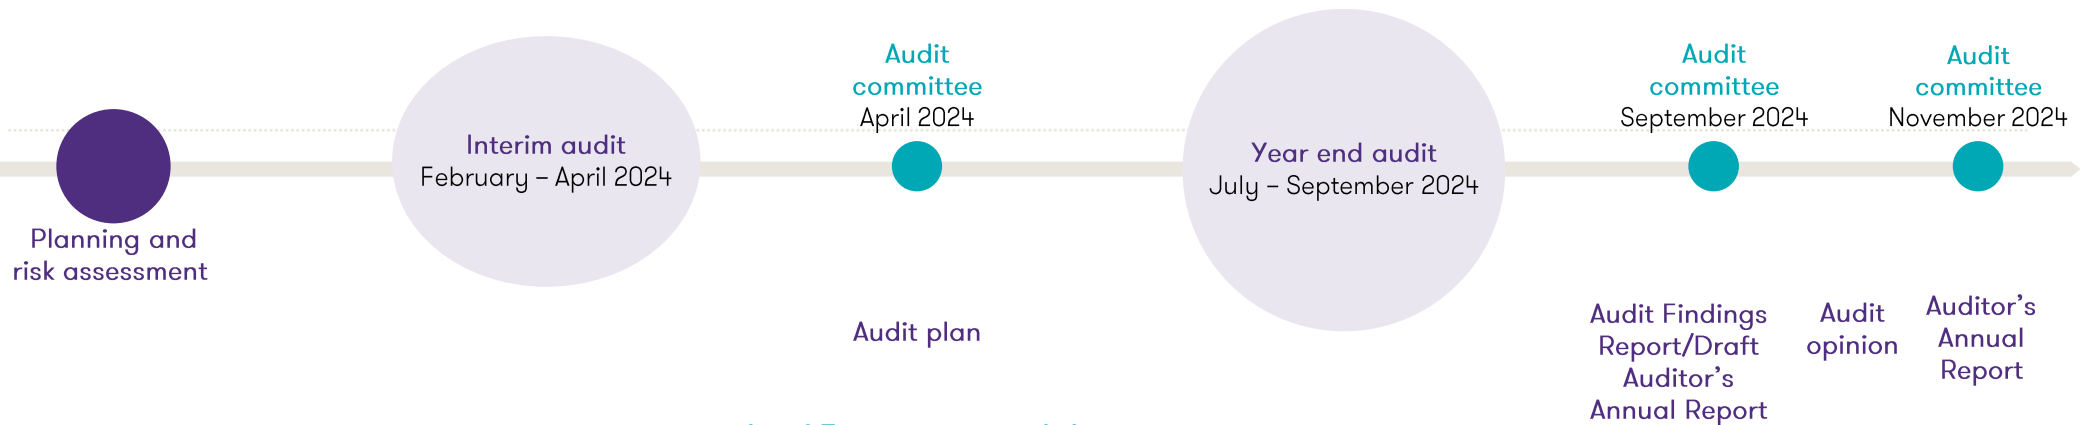 Planning and
risk assessment
Interim audit
February – April 2024
Audit
committee
April 2024
Audit plan
Year end audit
July – September 2024
Audit
committee
September 2024
Audit Findings
Report/Draft
Auditor’s
Annual Report
Audit
opinion
Audit
committee
November 2024
Auditor’s
Annual
Report